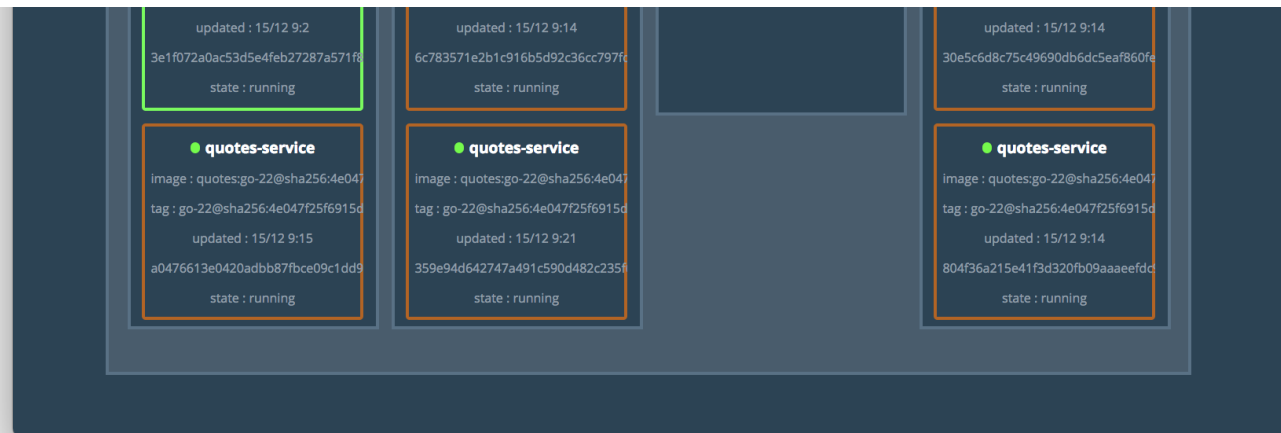 updated : 15/12 9:2
3e1f072a0ac53d5e4feb27287a571f8
state : running
quotes-service
image : quotes:go-22@sha256:4e047
tag : go-22@sha256:4e047f25f6915d
updated : 15/12 9:15
a0476613e0420adbb87fbce09c1dd9
state : running
updated : 15/12 9:14
6c783571e2b1c916b5d92c36cc797fc
state : running
quotes-service
image : quotes:go-22@sha256:4e047
tag : go-22@sha256:4e047f25f6915d
updated : 15/12 9:21
359e94d642747a491c590d482c235f
state : running
updated : 15/12 9:14
30e5c6d8c75c49690db6dc5eaf860fe
state : running
quotes-service
image : quotes:go-22@sha256:4e047
tag : go-22@sha256:4e047f25f6915d
updated : 15/12 9:14
804f36a215e41f3d320fb09aaaeefdc
state : running